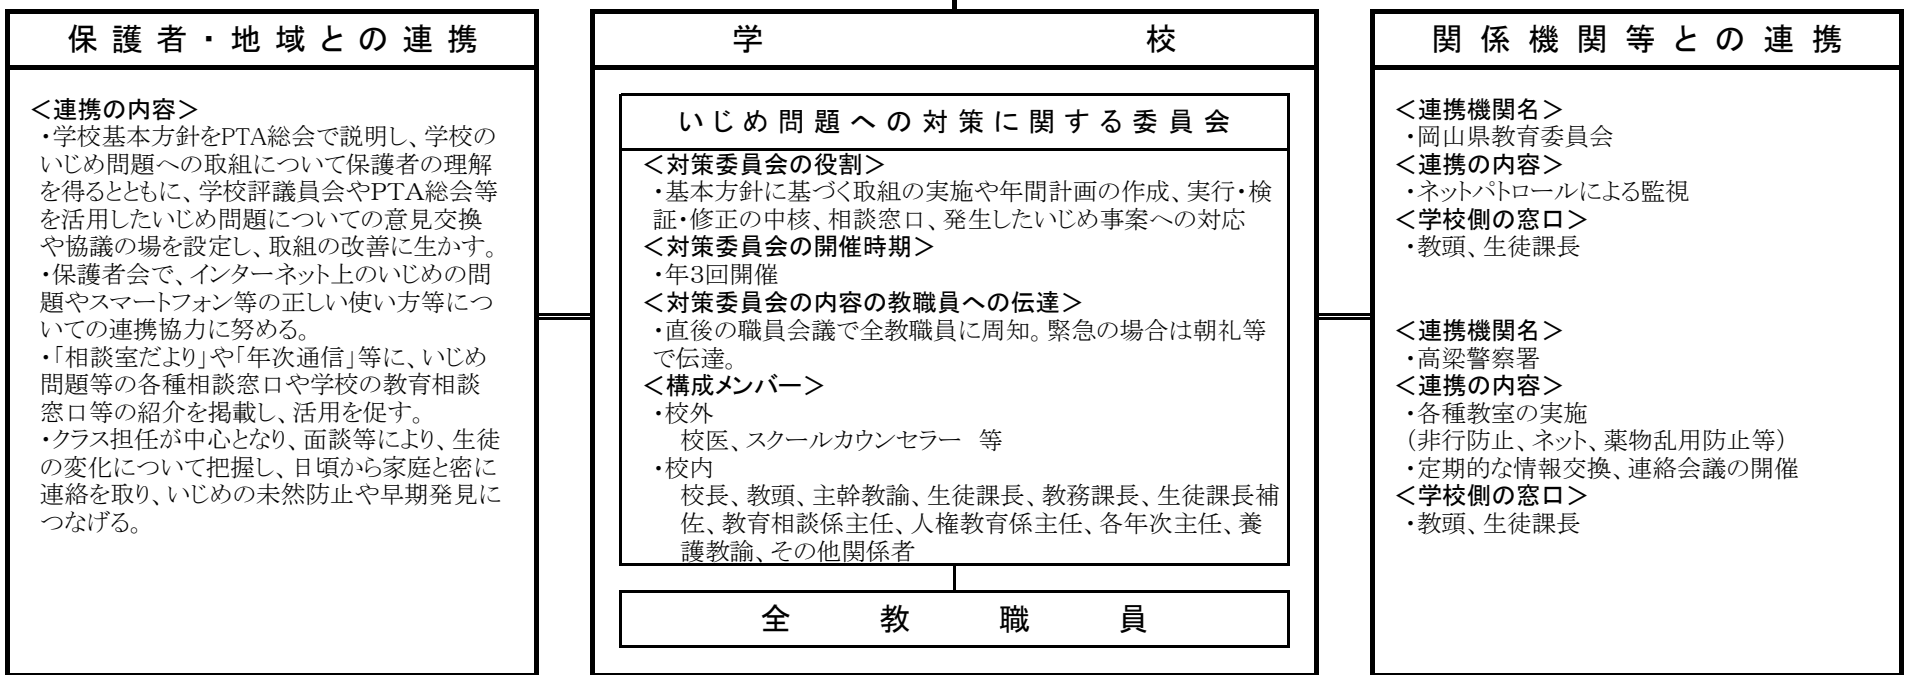 保護者・地域との連携
＜連携の内容＞
・学校基本方針をPTA総会で説明し、学校の
いじめ問題への取組について保護者の理解
を得るとともに、学校評議員会やPTA総会等
を活用したいじめ問題についての意見交換
や協議の場を設定し、取組の改善に生かす。
・保護者会で、インターネット上のいじめの問
題やスマートフォン等の正しい使い方等につ
いての連携協力に努める。
・「相談室だより」や「年次通信」等に、いじめ
問題等の各種相談窓口や学校の教育相談
窓口等の紹介を掲載し、活用を促す。
・クラス担任が中心となり、面談等により、生徒
の変化について把握し、日頃から家庭と密に
連絡を取り、いじめの未然防止や早期発見に
つなげる。
学校
いじめ問題への対策に関する委員会
＜対策委員会の役割＞
・基本方針に基づく取組の実施や年間計画の作成、実行・検
証・修正の中核、相談窓口、発生したいじめ事案への対応
＜対策委員会の開催時期＞
・年3回開催
＜対策委員会の内容の教職員への伝達＞
・直後の職員会議で全教職員に周知。緊急の場合は朝礼等
で伝達。
＜構成メンバー＞
・校外
校医、スクールカウンセラー　等
・校内
校長、教頭、主幹教諭、生徒課長、教務課長、生徒課長補
佐、教育相談係主任、人権教育係主任、各年次主任、養
護教諭、その他関係者
全教職員
関係機関等との連携
＜連携機関名＞
・岡山県教育委員会
＜連携の内容＞
・ネットパトロールによる監視
＜学校側の窓口＞
・教頭、生徒課長
＜連携機関名＞
・高梁警察署
＜連携の内容＞
・各種教室の実施
（非行防止、ネット、薬物乱用防止等）
・定期的な情報交換、連絡会議の開催
＜学校側の窓口＞
・教頭、生徒課長